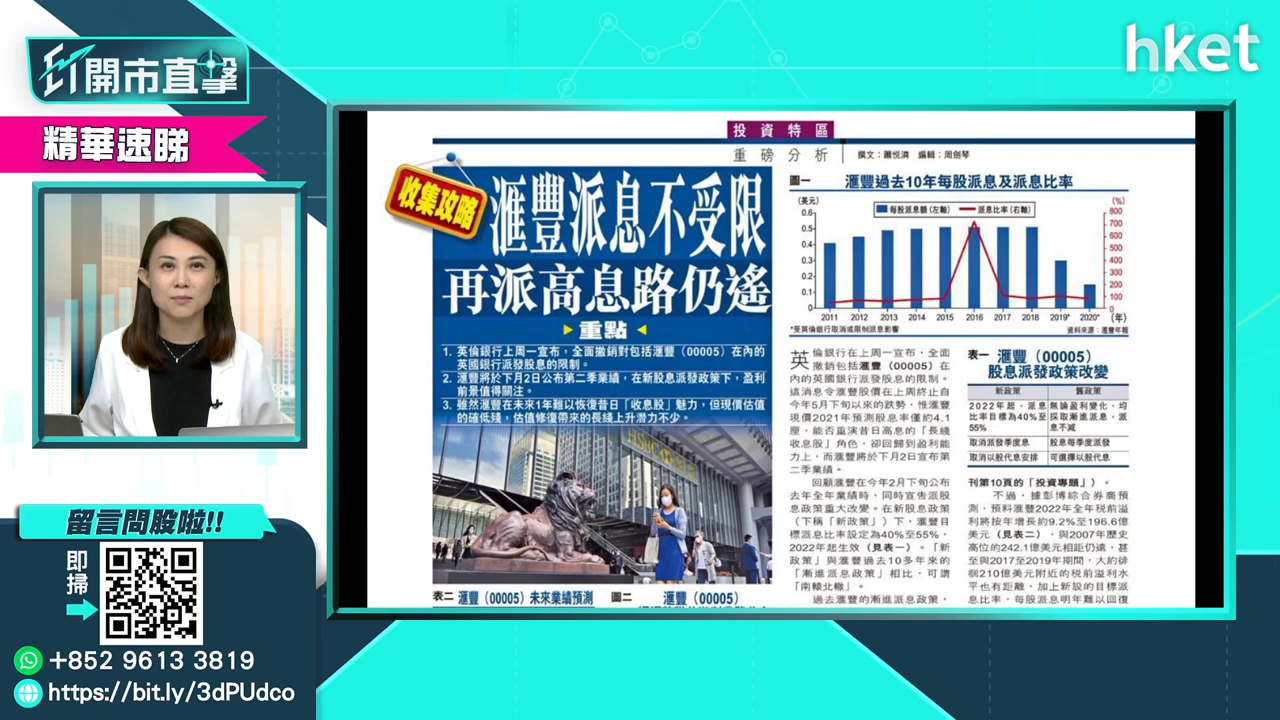 ET開市直擊
hket
精華速睇
留言問股啦!!
即掃
+852 9613 3819
https://bit.ly/3dPUdco
投資特區
重磅分析
撰文：蕭悦濱 編輯：周劍琴
收集攻略
滙豐派息不受限
再派高息路仍遙
重點
1. 英倫銀行上周一宣布，全面撤銷對包括滙豐（00005）在內的
英國銀行派發股息的限制。
2. 滙豐將於下月2日公布第二季業績，在新股息派發政策下，盈利
前景值得關注。
3. 雖然滙豐在未來1年難以恢復昔日「收息股」魅力，但現價估值
的確低殘，估值修復帶來的長綫上升潛力不少。
表二 滙豐（00005）未來業績預測
圖二 滙豐（00005）
圖一 滙豐過去10年每股派息及派息比率
(美元)
(%)
每股派息額(左軸) 派息比率(右軸)
0.6
0.5
0.4
0.3
0.2
0.1
0
800
700
600
500
400
300
200
100
0
2011 2012 2013 2014 2015 2016 2017 2018 2019* 2020* (年)
*受英倫銀行取消或限制派息影響
資料來源：滙豐年報
英倫銀行在上周一宣布，全面
撤銷包括滙豐（00005）在
內的英國銀行派發股息的限制。
這消息令滙豐股價在上周終止自
今年5月下旬以來的跌勢，惟滙豐
現價2021年預測股息率僅約4.1
厘，能否重演昔日高息的「長綫
收息股」角色，卻回歸到盈利能
力上，而滙豐將於下月2日宣布第
二季業績。
回顧滙豐在今年2月下旬公布
去年全年業績時，同時宣告派股
息政策重大改變。在新股息政策
（下稱「新政策」）下，滙豐目
標派息比率設定為40%至55%，
2022年起生效（見表一）。「新
政策」與滙豐過去10多年來的
「漸進派息政策」相比，可謂
「南轅北轍」。
過去滙豐的漸進派息政策，
表一 滙豐（00005）
股息派發政策改變
新政策 舊政策
2022年起，派息 無論盈利變化，均
比率目標為40%至 採取漸進派息，派
55% 息不減
取消派發季度息 股息每季度派發
取消以股代息安排 可選擇以股代息
刊第10頁的「投資專題」）。
不過，據彭博綜合券商預
測，預料滙豐2022年全年税前溢
利將按年增長約9.2%至196.6億
美元（見表二），與2007年歷史
高位的242.1億美元相距仍遠，甚
至與2017至2019年期間，大約徘
徊210億美元附近的税前溢利水
平也有距離，加上新股的目標派
息比率，每股派息明年難以回復